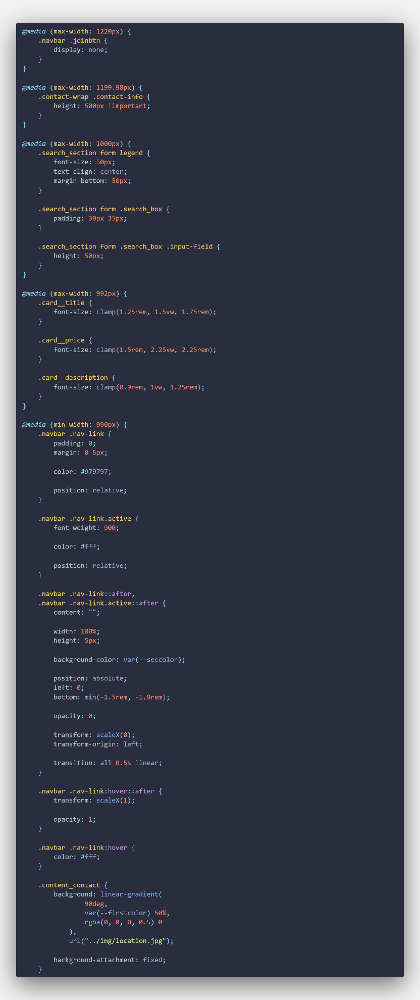 @media (max-width: 1220px) {
    .navbar .joinbtn {
        display: none;
    }
}

@media (max-width: 1199.98px) {
    .contact-wrap .contact-info {
        height: 500px !important;
    }
}

@media (max-width: 1000px) {
    .search_section form legend {
        font-size: 50px;
        text-align: center;
        margin-bottom: 50px;
    }

    .search_section form .search_box {
        padding: 30px 35px;
    }

    .search_section form .search_box .input-field {
        height: 50px;
    }
}

@media (max-width: 992px) {
    .card__title {
        font-size: clamp(1.25rem, 1.5vw, 1.75rem);
    }

    .card__price {
        font-size: clamp(1.5rem, 2.25vw, 2.25rem);
    }

    .card__description {
        font-size: clamp(0.9rem, 1vw, 1.25rem);
    }
}

@media (min-width: 990px) {
    .navbar .nav-link {
        padding: 0;
        margin: 0 5px;

        color: #979797;

        position: relative;
    }

    .navbar .nav-link.active {
        font-weight: 900;

        color: #fff;

        position: relative;
    }

    .navbar .nav-link::after,
    .navbar .nav-link.active::after {
        content: "";

        width: 100%;
        height: 5px;

        background-color: var(--seccolor);

        position: absolute;
        left: 0;
        bottom: min(-1.5rem, -1.9rem);

        opacity: 0;

        transform: scaleX(0);
        transform-origin: left;

        transition: all 0.5s linear;
    }

    .navbar .nav-link:hover::after {
        transform: scaleX(1);

        opacity: 1;
    }

    .navbar .nav-link:hover {
        color: #fff;
    }

    .content_contact {
        background: linear-gradient(
                90deg,
                var(--firstcolor) 50%,
                rgba(0, 0, 0, 0.5) 0
            ),
            url("../img/location.jpg");

        background-attachment: fixed;
    }